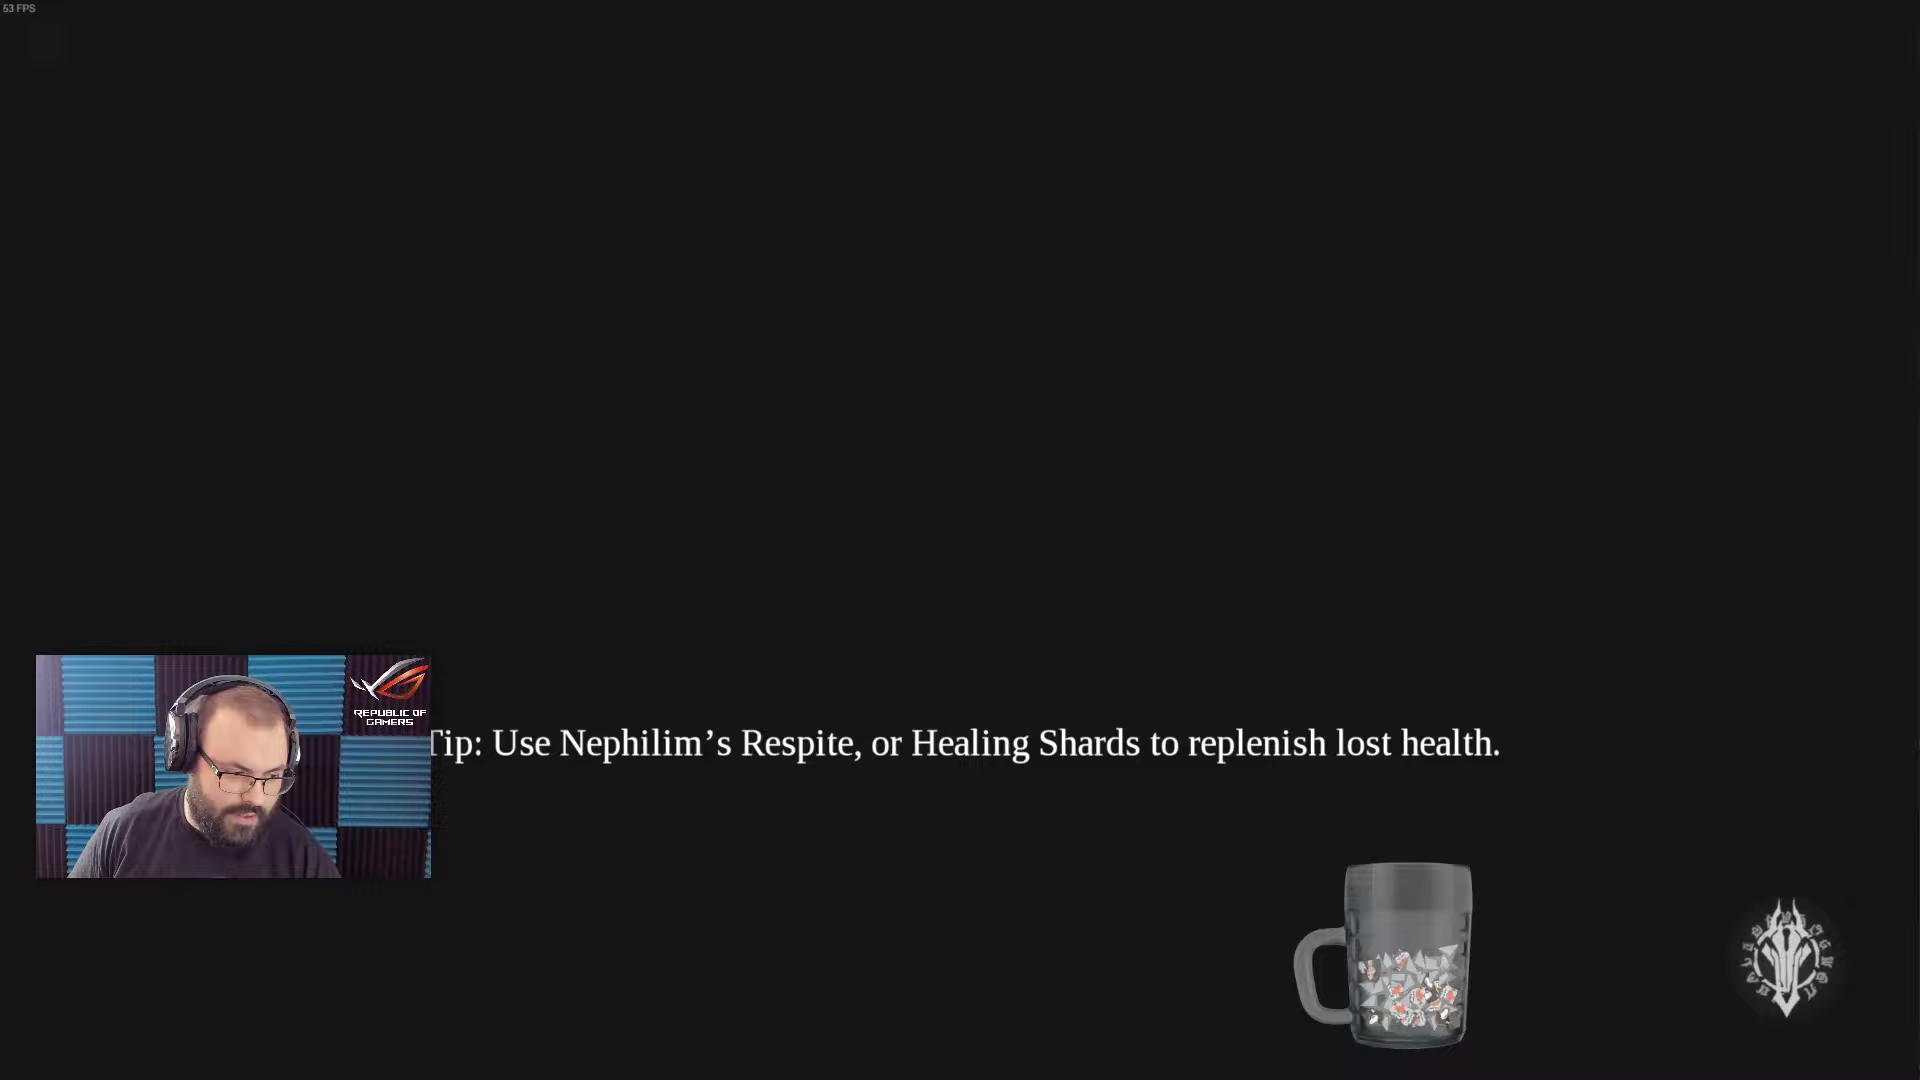 53 FPS
REPUBLIC OF
GAMERS
Tip: Use Nephilim’s Respite, or Healing Shards to replenish lost health.